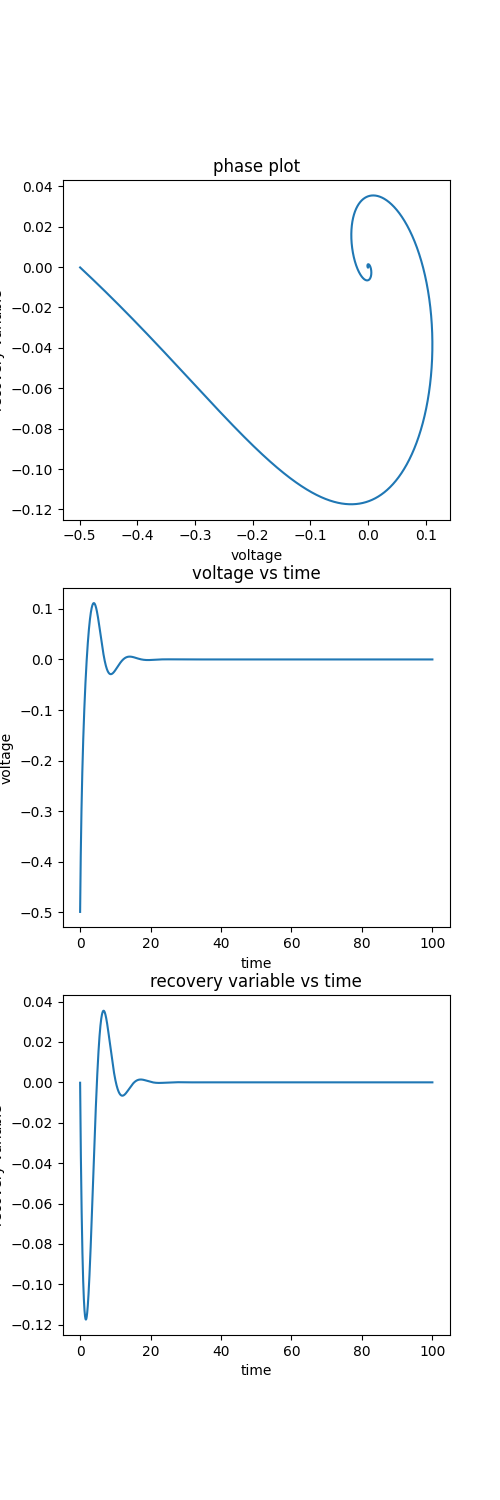 phase plot
0.04
0.02
0.00
−0.02
−0.04
−0.06
−0.08
−0.10
−0.12
−0.5 −0.4 −0.3 −0.2 −0.1 0.0 0.1
voltage
voltage vs time
0.1
0.0
−0.1
−0.2
−0.3
−0.4
−0.5
voltage
0 20 40 60 80 100
time
recovery variable vs time
0.04
0.02
0.00
−0.02
−0.04
−0.06
−0.08
−0.10
−0.12
0 20 40 60 80 100
time